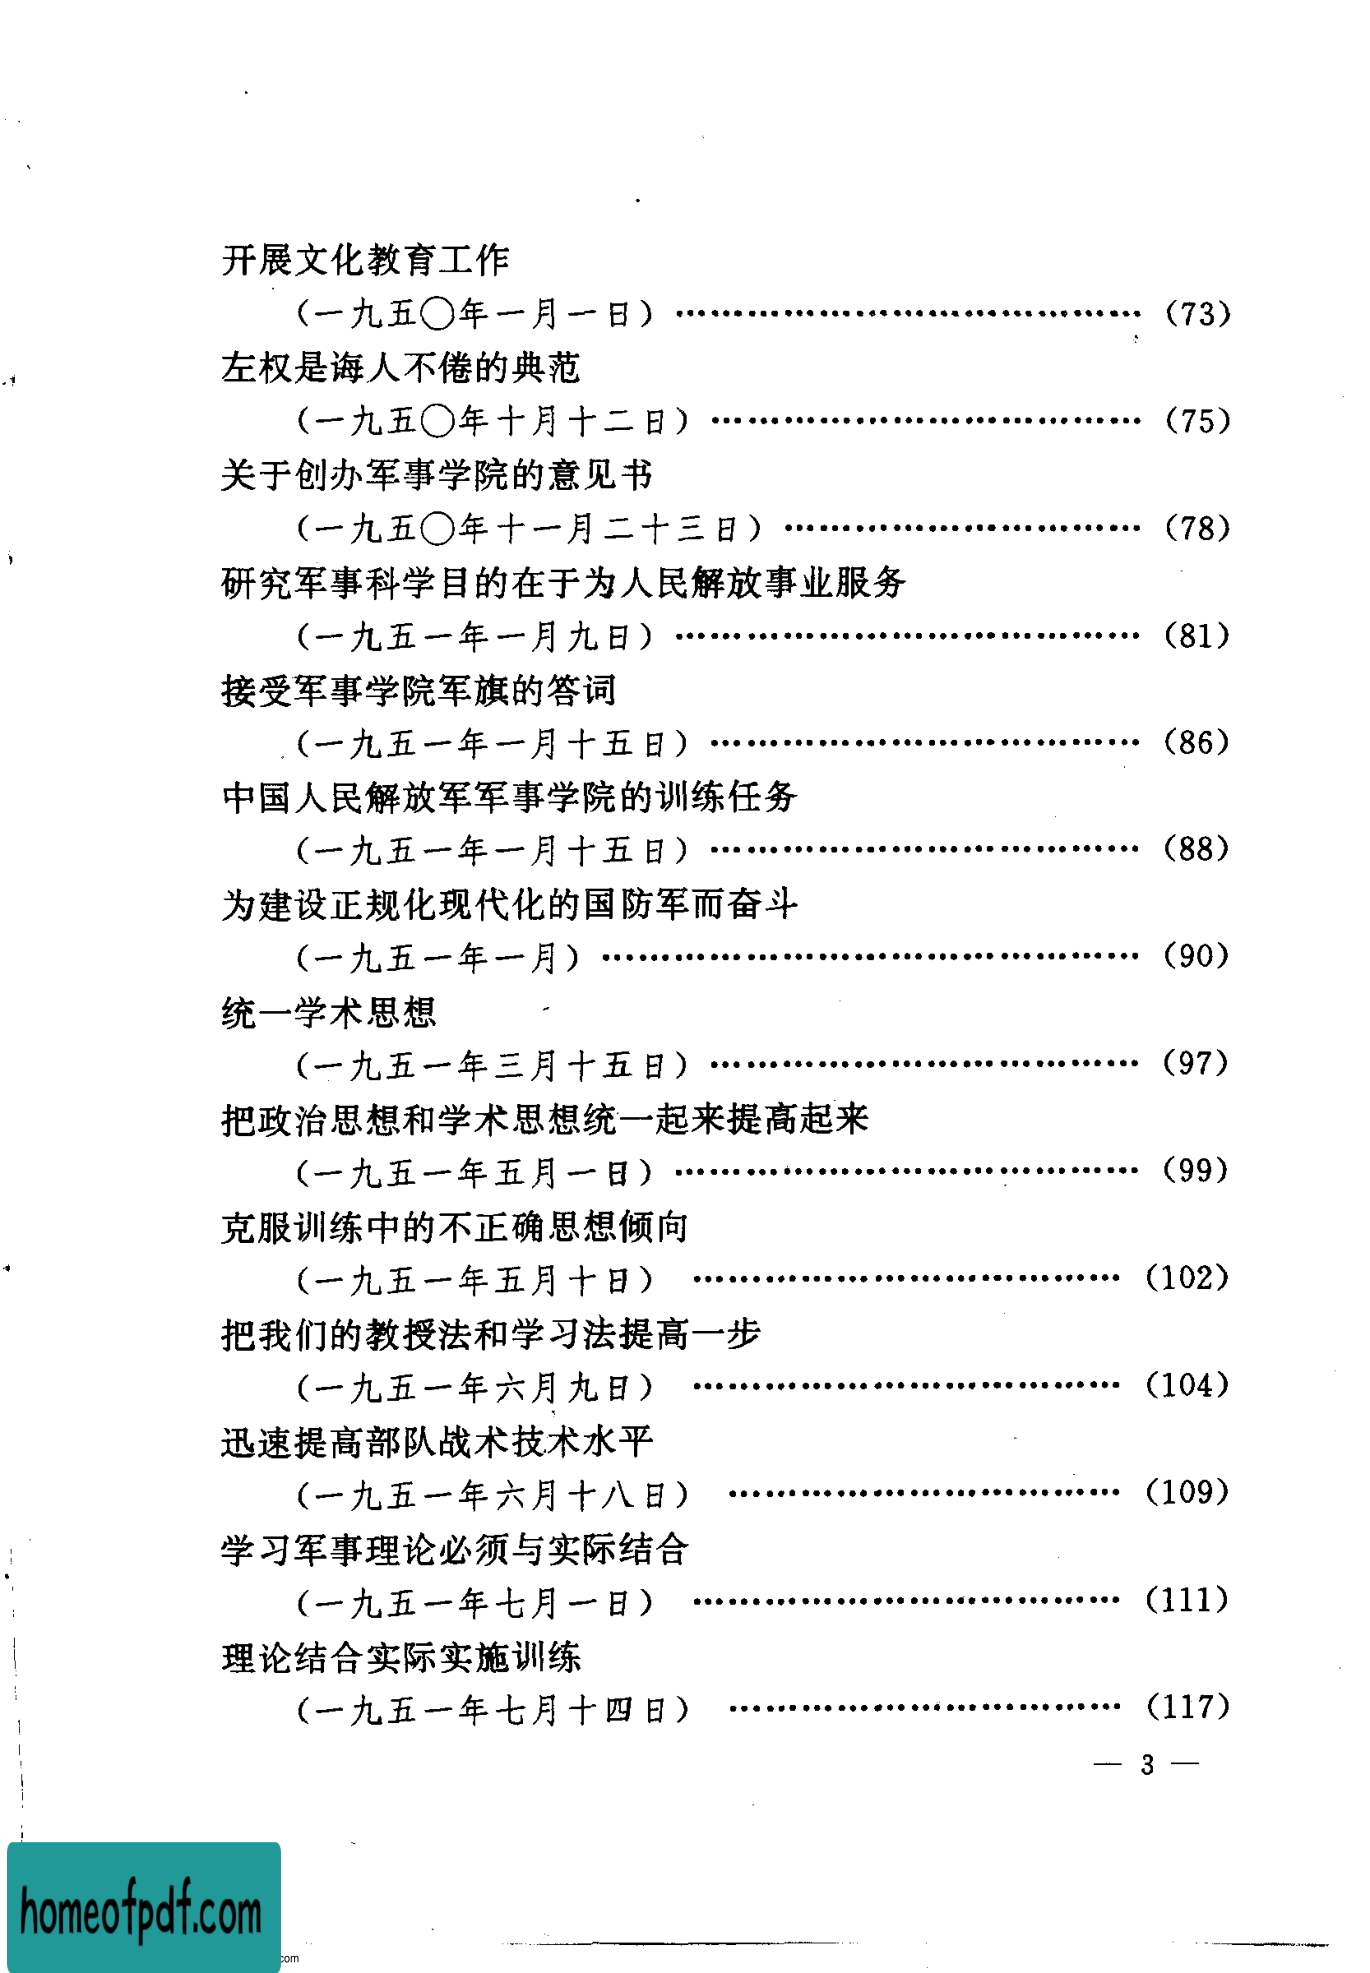 开展文化教育工作
（一九五〇年一月一日）……………………………………（73）
左权是诲人不倦的典范
（一九五〇年十月十二日）…………………………………（75）
关于创办军事学院的意见书
（一九五〇年十一月二十三日）……………………………（78）
研究军事科学目的在于为人民解放事业服务
（一九五一年一月九日）……………………………………（81）
接受军事学院军旗的答词
（一九五一年一月十五日）…………………………………（86）
中国人民解放军军事学院的训练任务
（一九五一年一月十五日）…………………………………（88）
为建设正规化现代化的国防军而奋斗
（一九五一年一月）…………………………………………（90）
统一学术思想
（一九五一年三月十五日）…………………………………（97）
把政治思想和学术思想统一起来提高起来
（一九五一年五月一日）……………………………………（99）
克服训练中的不正确思想倾向
（一九五一年五月十日）…………………………………（102）
把我们的教授法和学习法提高一步
（一九五一年六月九日）…………………………………（104）
迅速提高部队战术技术水平
（一九五一年六月十八日）………………………………（109）
学习军事理论必须与实际结合
（一九五一年七月一日）…………………………………（111）
理论结合实际实施训练
（一九五一年七月十四日）………………………………（117）
— 3 —
homeofpdf.com
com